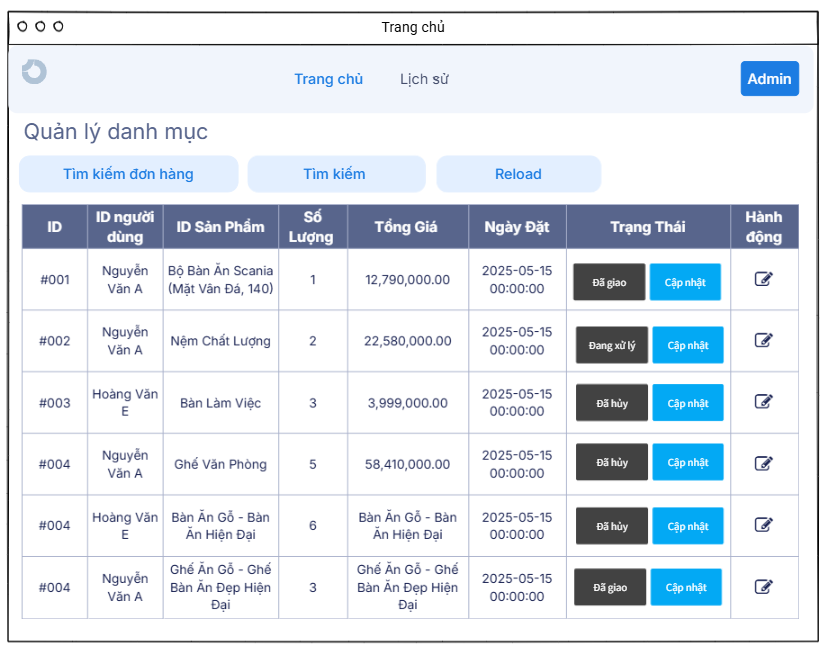 Trang chủ
Trang chủ Lịch sử Admin
Quản lý danh mục
Tìm kiếm đơn hàng Tìm kiếm Reload
ID ID người dùng ID Sản Phẩm Số Lượng Tổng Giá Ngày Đặt Trạng Thái Hành động
#001 Nguyễn Văn A Bộ Bàn Ăn Scania (Mặt Vân Đá, 140) 1 12,790,000.00 2025-05-15 00:00:00 Đã giao Cập nhật
#002 Nguyễn Văn A Nệm Chất Lượng 2 22,580,000.00 2025-05-15 00:00:00 Đang xử lý Cập nhật
#003 Hoàng Văn E Bàn Làm Việc 3 3,999,000.00 2025-05-15 00:00:00 Đã hủy Cập nhật
#004 Nguyễn Văn A Ghế Văn Phòng 5 58,410,000.00 2025-05-15 00:00:00 Đã hủy Cập nhật
#004 Hoàng Văn E Bàn Ăn Gỗ - Bàn Ăn Hiện Đại 6 Bàn Ăn Gỗ - Bàn Ăn Hiện Đại 2025-05-15 00:00:00 Đã hủy Cập nhật
#004 Nguyễn Văn A Ghế Ăn Gỗ - Ghế Bàn Ăn Đẹp Hiện Đại 3 Ghế Ăn Gỗ - Ghế Bàn Ăn Đẹp Hiện Đại 2025-05-15 00:00:00 Đã giao Cập nhật